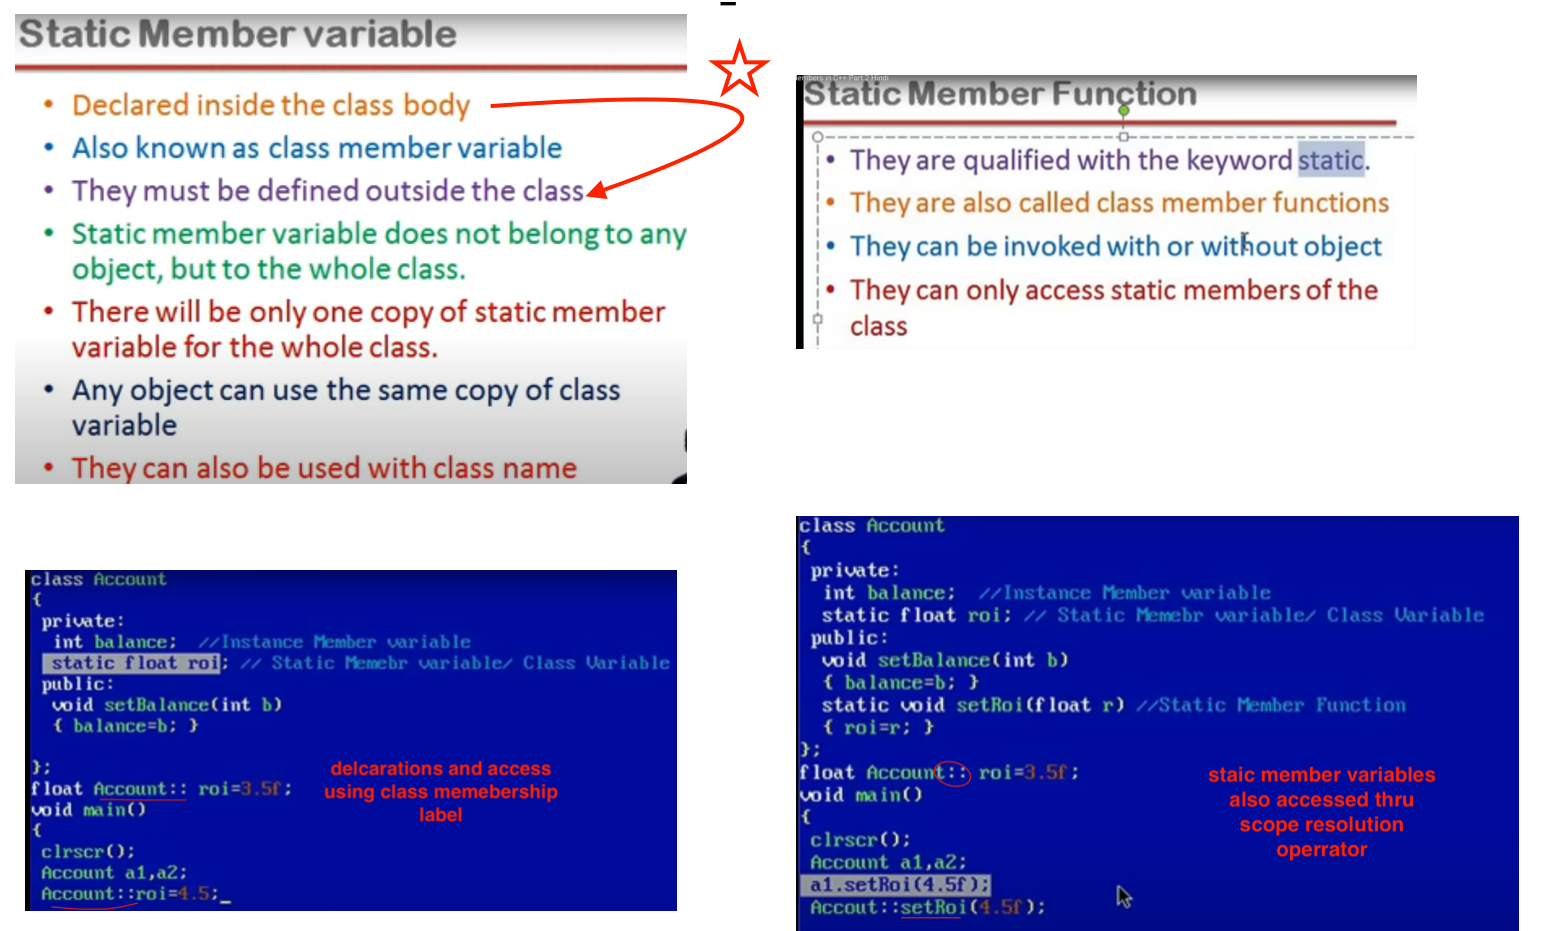 Static Member variable
• Declared inside the class body
• Also known as class member variable
• They must be defined outside the class
• Static member variable does not belong to any
object, but to the whole class.
• There will be only one copy of static member
variable for the whole class.
• Any object can use the same copy of class
variable
• They can also be used with class name
embers in C++ Part 2 Hindi
Static Member Function
• They are qualified with the keyword static.
• They are also called class member functions
• They can be invoked with or without object
• They can only access static members of the
class
class Account
{
private:
int balance; //Instance Member variable
static float roi; // Static Memebr variable/ Class Variable
public:
void setBalance(int b)
{ balance=b; }
};
float Account:: roi=3.5f;
void main()
{
clrscr();
Account a1,a2;
Account::roi=4.5;_
delcarations and access
using class memebership
label
class Account
{
private:
int balance; //Instance Member variable
static float roi; // Static Memebr variable/ Class Variable
public:
void setBalance(int b)
{ balance=b; }
static void setRoi(float r) //Static Member Function
{ roi=r; }
};
float Account:: roi=3.5f;
void main()
{
clrscr();
Account a1,a2;
a1.setRoi(4.5f);
Accout::setRoi(4.5f);
staic member variables
also accessed thru
scope resolution
operrator